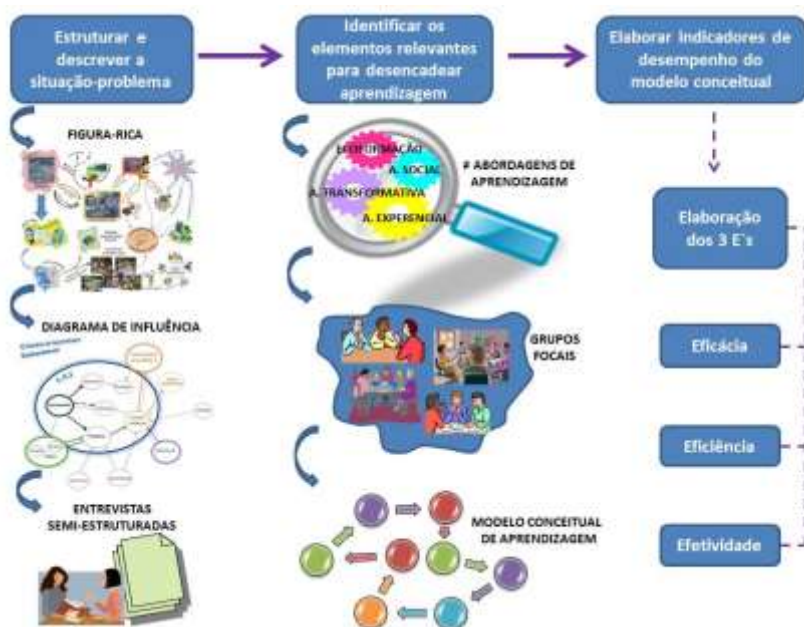 Estruturar e
descrever a
situação-problema
Identificar os
elementos relevantes
para desencadear
aprendizagem
Elaborar indicadores de
desempenho do
modelo conceitual
FIGURA-RICA
ECOFORMAÇÃO
A. SOCIAL
A. TRANSFORMATIVA
A. EXPERENCIAL
# ABORDAGENS DE
APRENDIZAGEM
Elaboração
dos 3 E's
DIAGRAMA DE INFLUÊNCIA
GRUPOS
FOCAIS
Eficácia
Eficiência
ENTREVISTAS
SEMI-ESTRUTURADAS
MODELO CONCEITUAL
DE APRENDIZAGEM
Efetividade